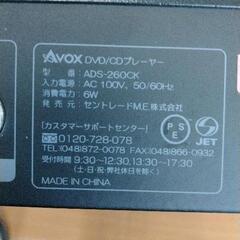 AVOX DVD/CDプレーヤー
型 名：ADS-260CK
入力電源：AC 100V、50/60Hz
消費電力：6W
発 売 元：セントレードM.E.株式会社
［カスタマーサポートセンター］
0120-728-078
TEL(048)872-0078 FAX(048)866-0932
受付時間 9:30~12:30、13:30~17:30
(土・日・祝・弊社休日を除く)
MADE IN CHINA
PSE
JET